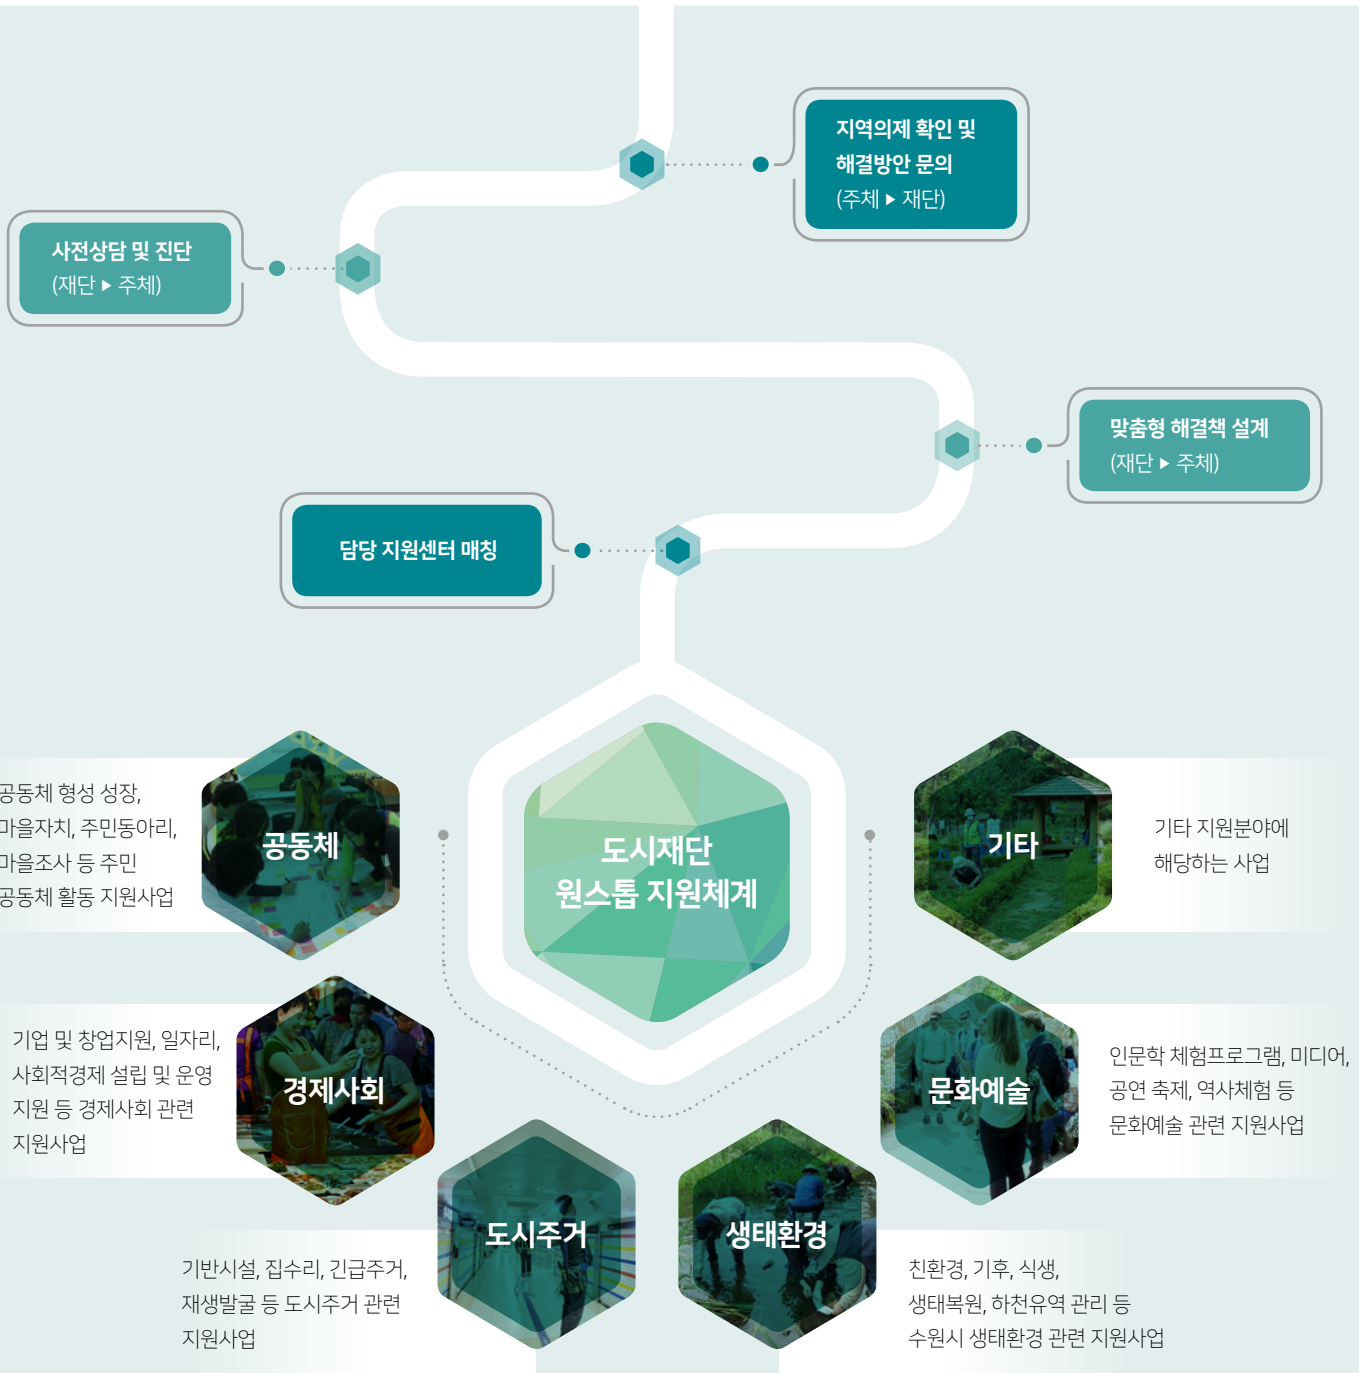 지역의제 확인 및
해결방안 문의
(주체 ▶ 재단)
사전상담 및 진단
(재단 ▶ 주체)
맞춤형 해결책 설계
(재단 ▶ 주체)
담당 지원센터 매칭
도시재단
원스톱 지원체계
공동체
공동체 형성 성장,
마을자치, 주민동아리,
마을조사 등 주민
공동체 활동 지원사업
경제사회
기업 및 창업지원, 일자리,
사회적경제 설립 및 운영
지원 등 경제사회 관련
지원사업
도시주거
기반시설, 집수리, 긴급주거,
재생발굴 등 도시주거 관련
지원사업
생태환경
친환경, 기후, 식생,
생태복원, 하천유역 관리 등
수원시 생태환경 관련 지원사업
문화예술
인문학 체험프로그램, 미디어,
공연 축제, 역사체험 등
문화예술 관련 지원사업
기타
기타 지원분야에
해당하는 사업